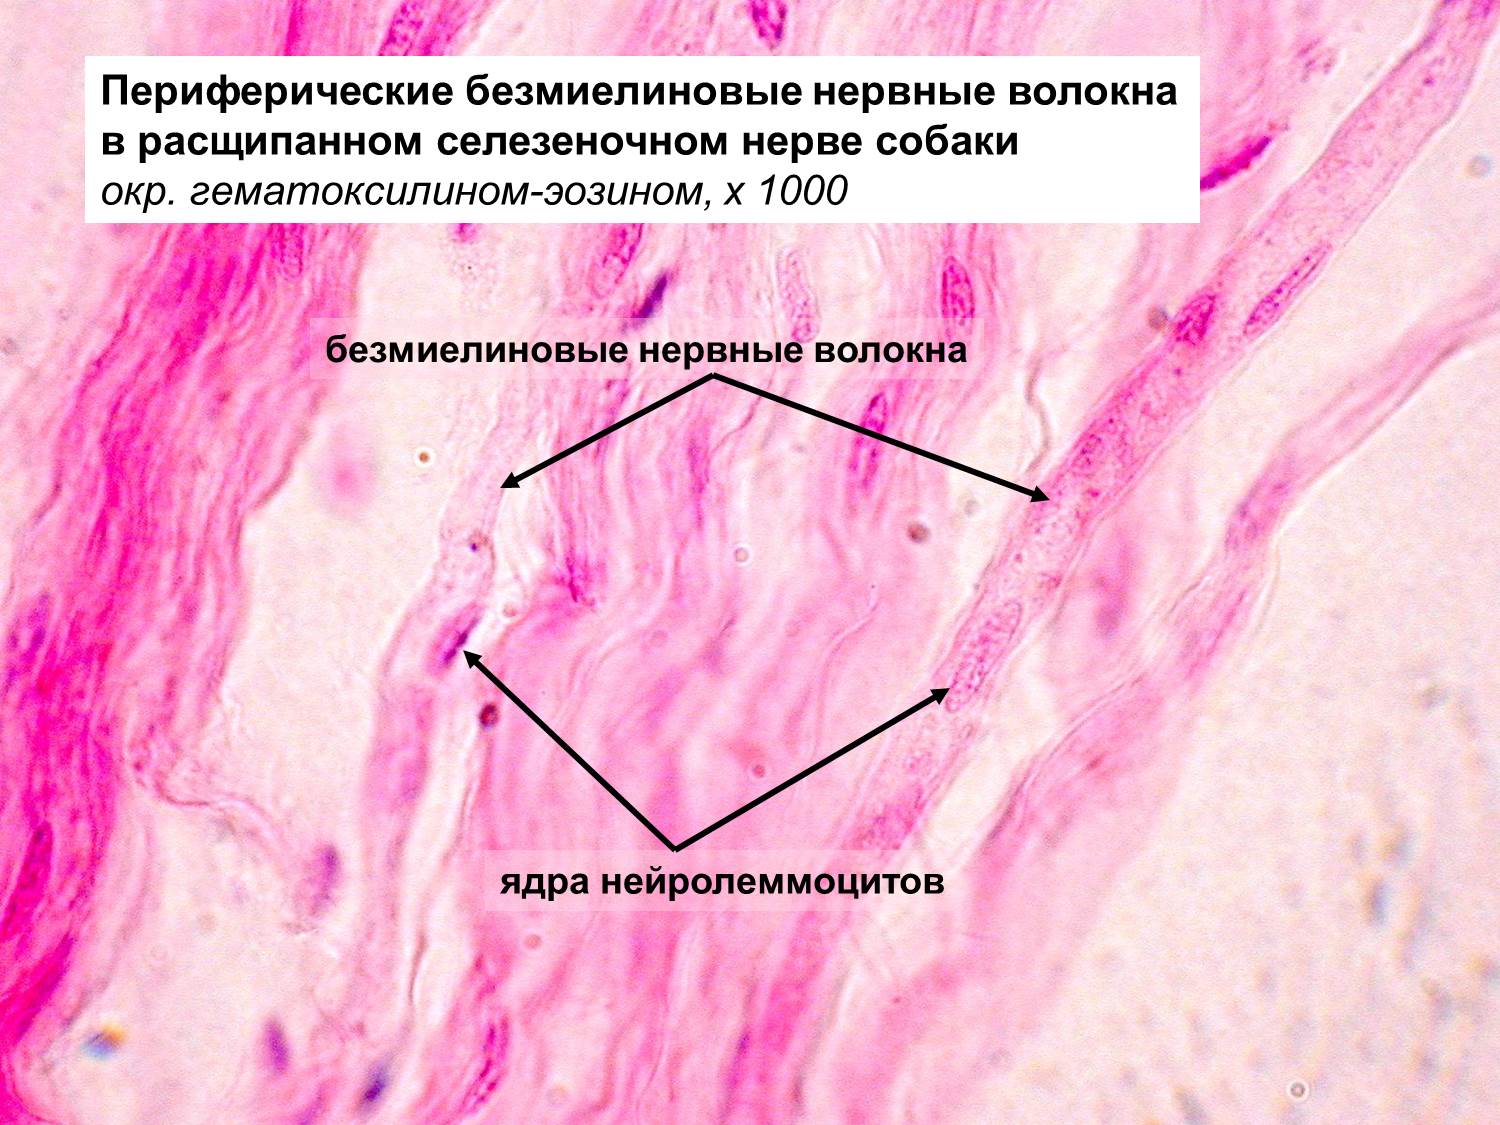 Периферические безмиелиновые нервные волокна
в расщипанном селезеночном нерве собаки
окр. гематоксилином-эозином, х 1000
безмиелиновые нервные волокна
ядра нейролеммоцитов